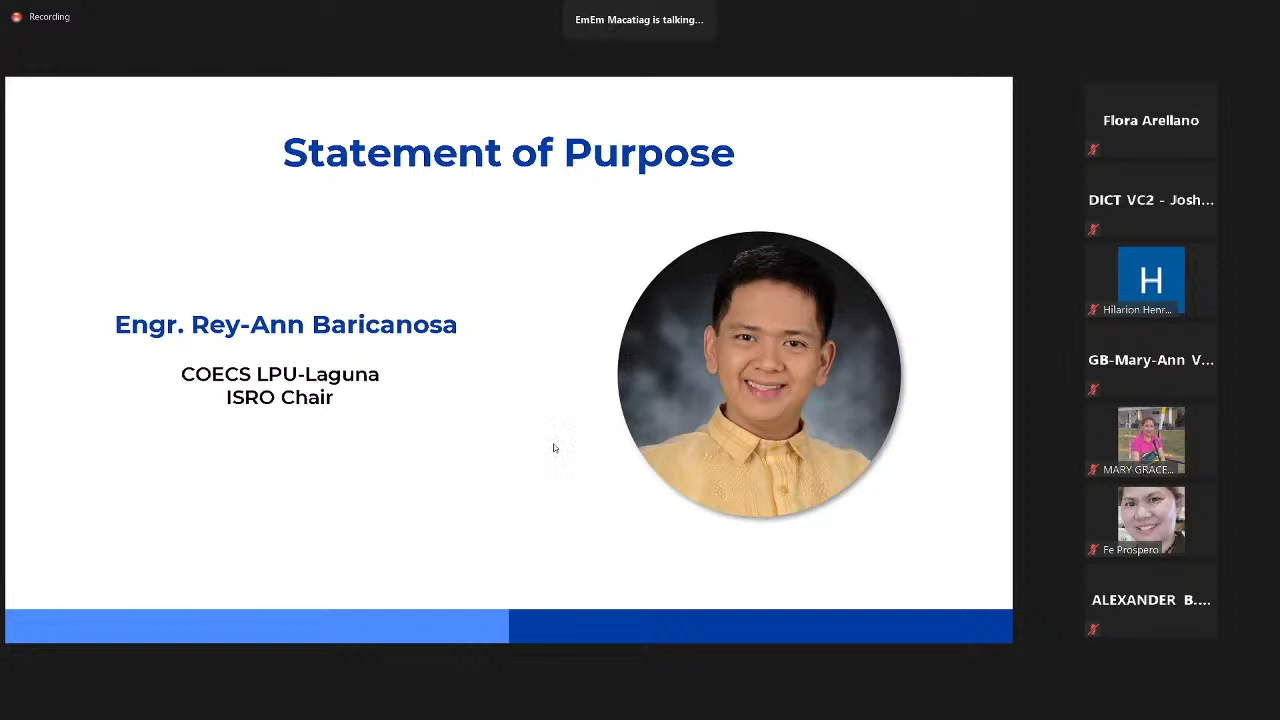 Recording
EmEm Macatiag is talking...
Statement of Purpose
Engr. Rey-Ann Baricanosa
COECS LPU-Laguna
ISRO Chair
Flora Arellano
DICT VC2 - Josh...
H
Hilarion Henr...
GB-Mary-Ann V...
MARY GRACE...
Fe Prospero
ALEXANDER B....